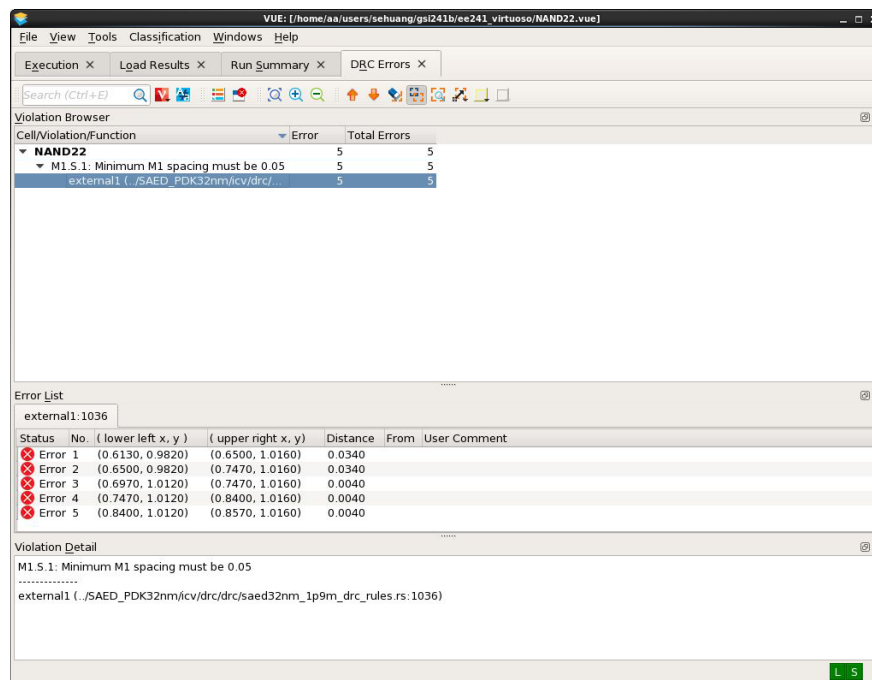 VUE: [/home/aa/users/sehuang/gsi241b/ee241_virtuoso/NAND22.vue]
File View Tools Classification Windows Help
Execution × Load Results × Run Summary × DRC Errors ×
Search (Ctrl+E)
Violation Browser
Cell/Violation/Function Error Total Errors
NAND22 5 5
M1.S.1: Minimum M1 spacing must be 0.05 5 5
external1 (../SAED_PDK32nm/icv/drc/... 5 5
Error List
external1:1036
Status No. ( lower left x, y ) ( upper right x, y) Distance From User Comment
Error 1 (0.6130, 0.9820) (0.6500, 1.0160) 0.0340
Error 2 (0.6500, 0.9820) (0.7470, 1.0160) 0.0340
Error 3 (0.6970, 1.0120) (0.7470, 1.0160) 0.0040
Error 4 (0.7470, 1.0120) (0.8400, 1.0160) 0.0040
Error 5 (0.8400, 1.0120) (0.8570, 1.0160) 0.0040
Violation Detail
M1.S.1: Minimum M1 spacing must be 0.05
--------------
external1 (../SAED_PDK32nm/icv/drc/drc/saed32nm_1p9m_drc_rules.rs:1036)
L S